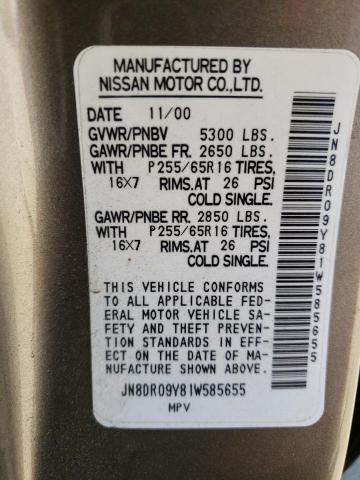 MANUFACTURED BY
NISSAN MOTOR CO.,LTD.
DATE 11/00
GVWR/PNBV 5300 LBS.
GAWR/PNBE FR. 2650 LBS.
WITH P255/65R16 TIRES,
16X7 RIMS.AT 26 PSI
COLD SINGLE.
GAWR/PNBE RR. 2850 LBS.
WITH P255/65R16 TIRES,
16X7 RIMS.AT 26 PSI
COLD SINGLE.
THIS VEHICLE CONFORMS
TO ALL APPLICABLE FED-
ERAL MOTOR VEHICLE SA-
FETY AND THEFT PREVEN-
TION STANDARDS IN EFFECT
ON THE DATE OF MA-
NUFACTURE SHOWN ABOVE.
JN8DR09Y81W585655
MPV
JN8DR09Y81W585655